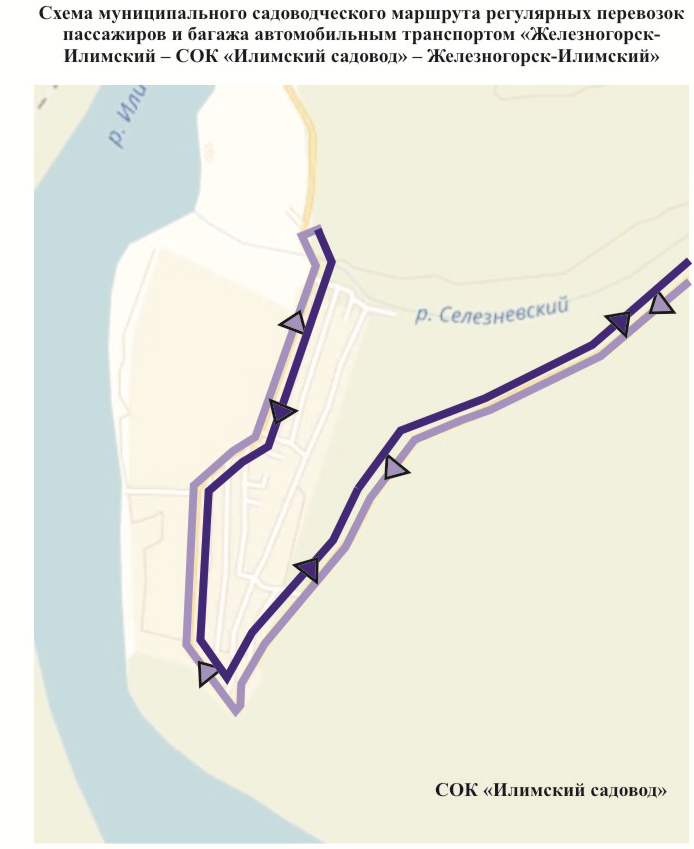 Схема муниципального садоводческого маршрута регулярных перевозок
пассажиров и багажа автомобильным транспортом «Железногорск-
Илимский – СОК «Илимский садовод» – Железногорск-Илимский»
р. Или
р. Селезневский
СОК «Илимский садовод»